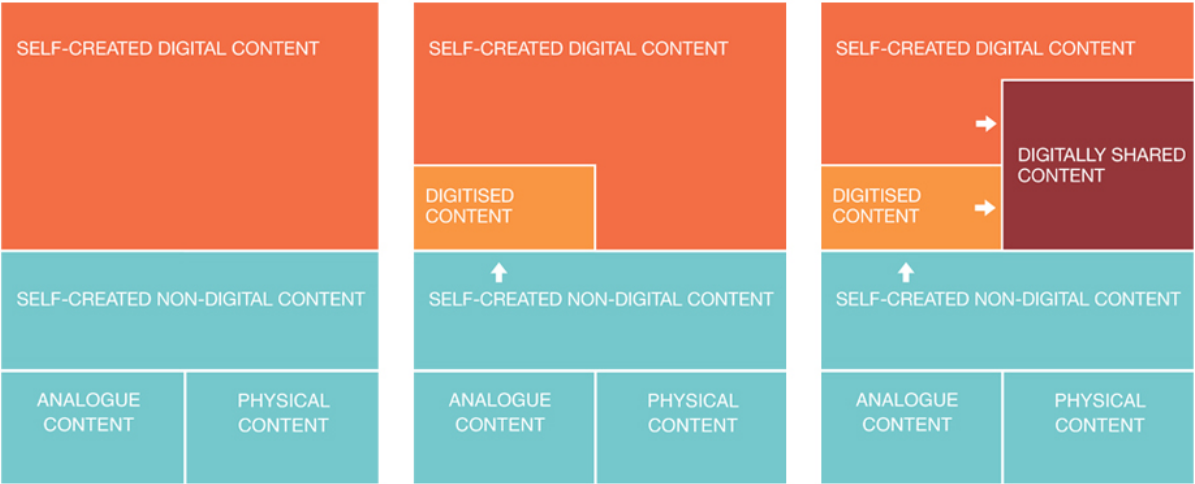 SELF-CREATED DIGITAL CONTENT
SELF-CREATED NON-DIGITAL CONTENT
ANALOGUE
CONTENT
PHYSICAL
CONTENT
SELF-CREATED DIGITAL CONTENT
DIGITISED
CONTENT
SELF-CREATED NON-DIGITAL CONTENT
ANALOGUE
CONTENT
PHYSICAL
CONTENT
SELF-CREATED DIGITAL CONTENT
DIGITALLY SHARED
CONTENT
DIGITISED
CONTENT
SELF-CREATED NON-DIGITAL CONTENT
ANALOGUE
CONTENT
PHYSICAL
CONTENT